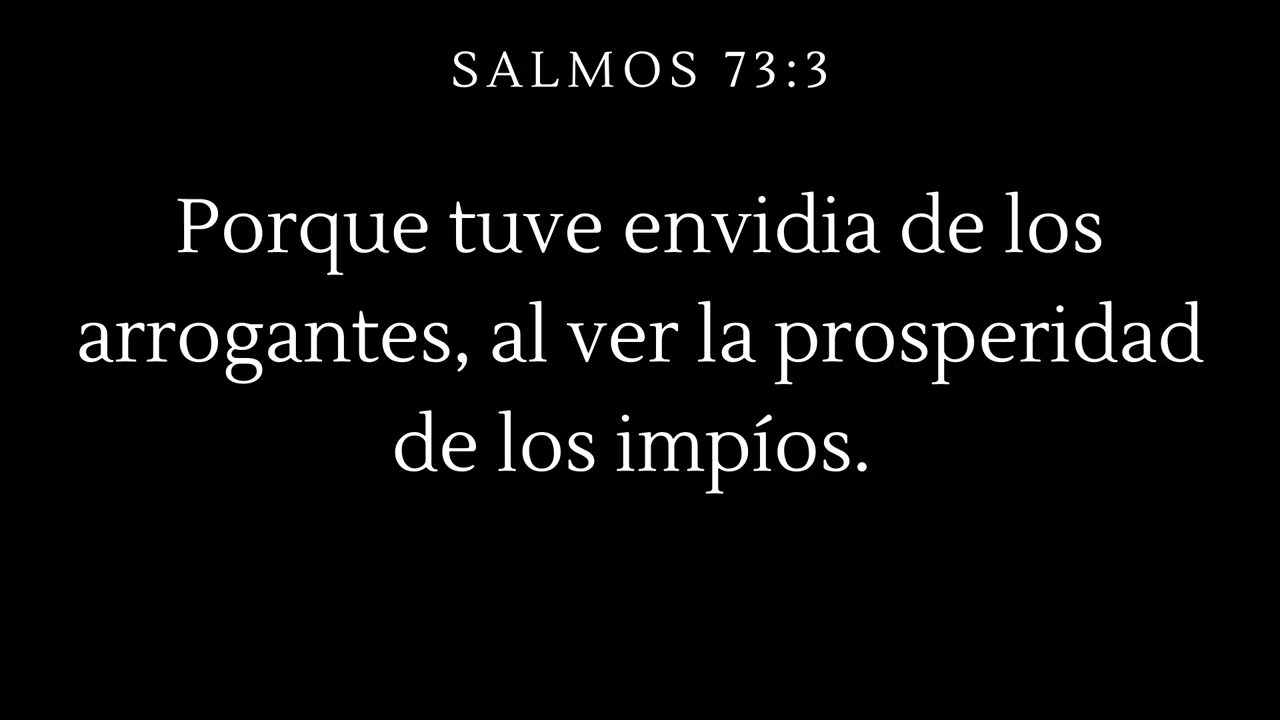 SALMOS 73:3
Porque tuve envidia de los
arrogantes, al ver la prosperidad
de los impíos.